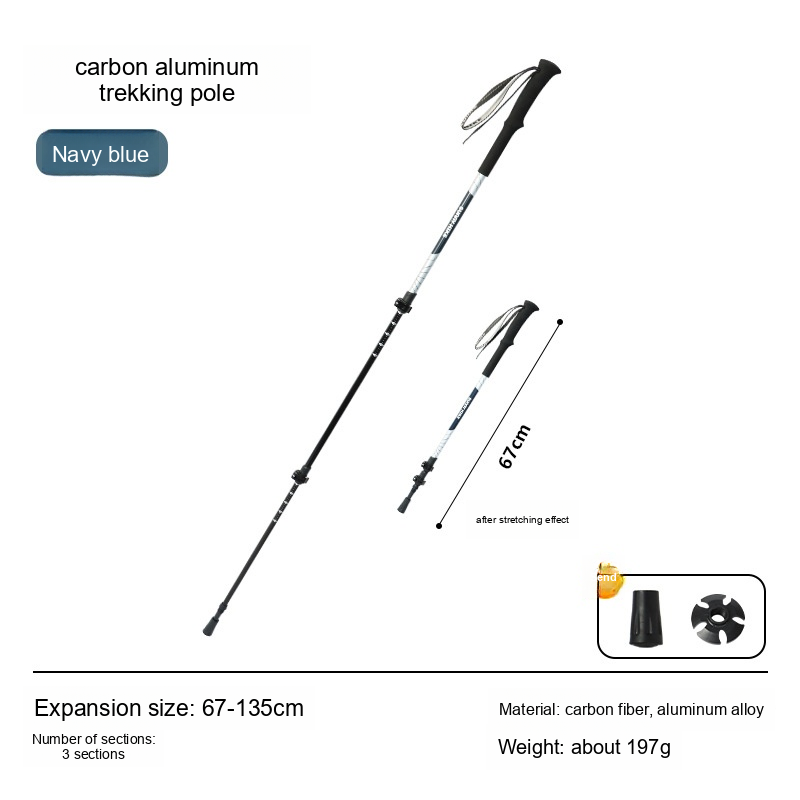 carbon aluminum
trekking pole
Navy blue
67cm
after stretching effect
end
Expansion size: 67-135cm
Number of sections:
3 sections
Material: carbon fiber, aluminum alloy
Weight: about 197g